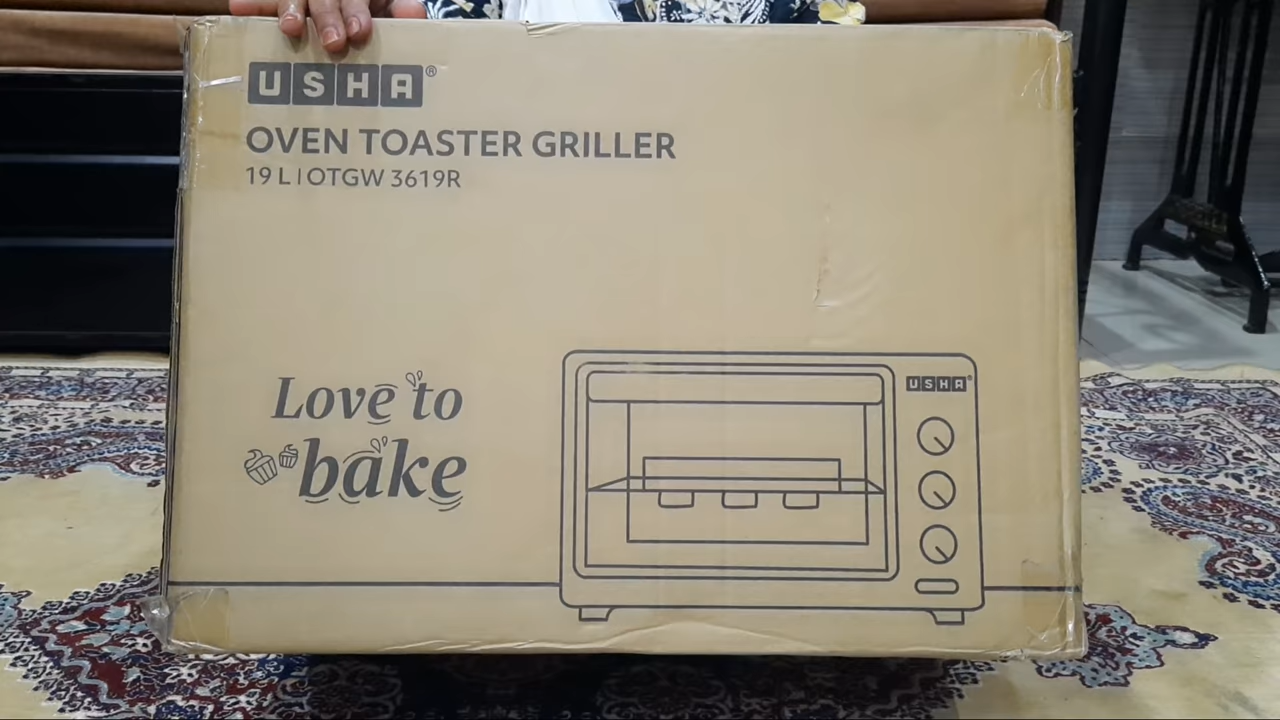 USHA®
OVEN TOASTER GRILLER
19 L | OTGW 3619R
Love to
bake
USHA®